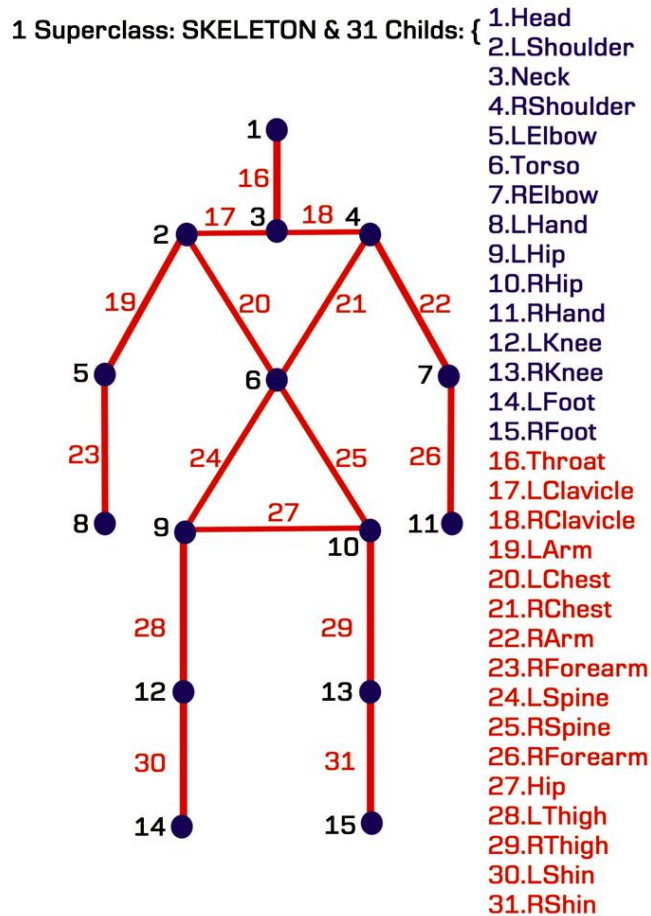 1 Superclass: SKELETON & 31 Childs: {
1.Head
2.LShoulder
3.Neck
4.RShoulder
5.LElbow
6.Torso
7.RElbow
8.LHand
9.LHip
10.RHip
11.RHand
12.LKnee
13.RKnee
14.LFoot
15.RFoot
16.Throat
17.LClavicle
18.RClavicle
19.LArm
20.LChest
21.RChest
22.RArm
23.RForearm
24.LSpine
25.RSpine
26.RForearm
27.Hip
28.LThigh
29.RThigh
30.LShin
31.RShin
1
16
17 3 18 4
2
19 20 21 22
5 6 7
23 24 25 26
8 9 27 10 11
28 29
12 13
30 31
14 15